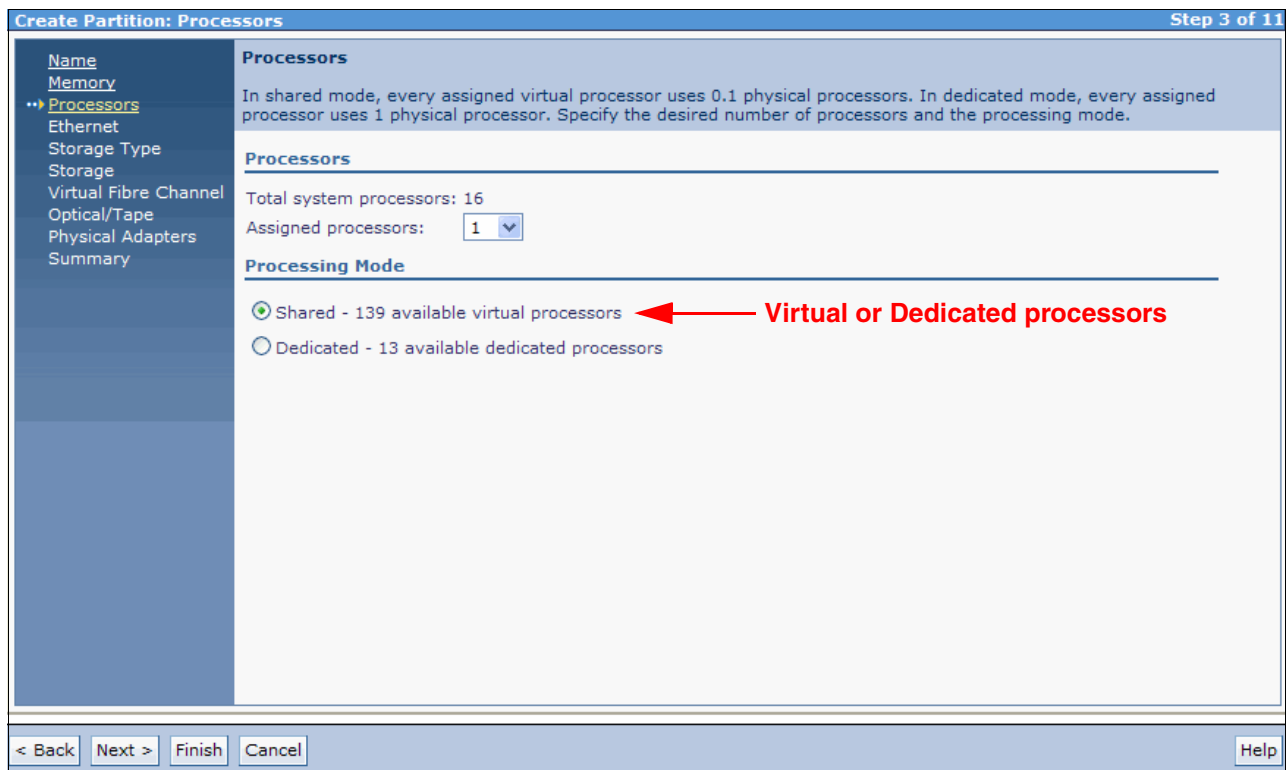 Create Partition: Processors
Step 3 of 11
Name
Memory
Processors
Ethernet
Storage Type
Storage
Virtual Fibre Channel
Optical/Tape
Physical Adapters
Summary
Processors
In shared mode, every assigned virtual processor uses 0.1 physical processors. In dedicated mode, every assigned
processor uses 1 physical processor. Specify the desired number of processors and the processing mode.
Processors
Total system processors: 16
Assigned processors: 1
Processing Mode
Shared - 139 available virtual processors
Virtual or Dedicated processors
Dedicated - 13 available dedicated processors
< Back Next > Finish Cancel Help